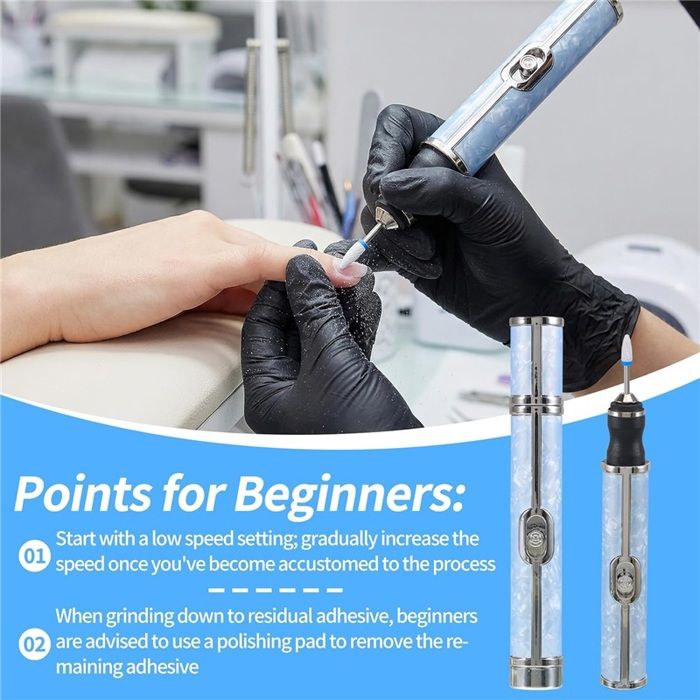 Points for Beginners:
01
Start with a low speed setting; gradually increase the
speed once you've become accustomed to the process
02
When grinding down to residual adhesive, beginners
are advised to use a polishing pad to remove the re-
maining adhesive